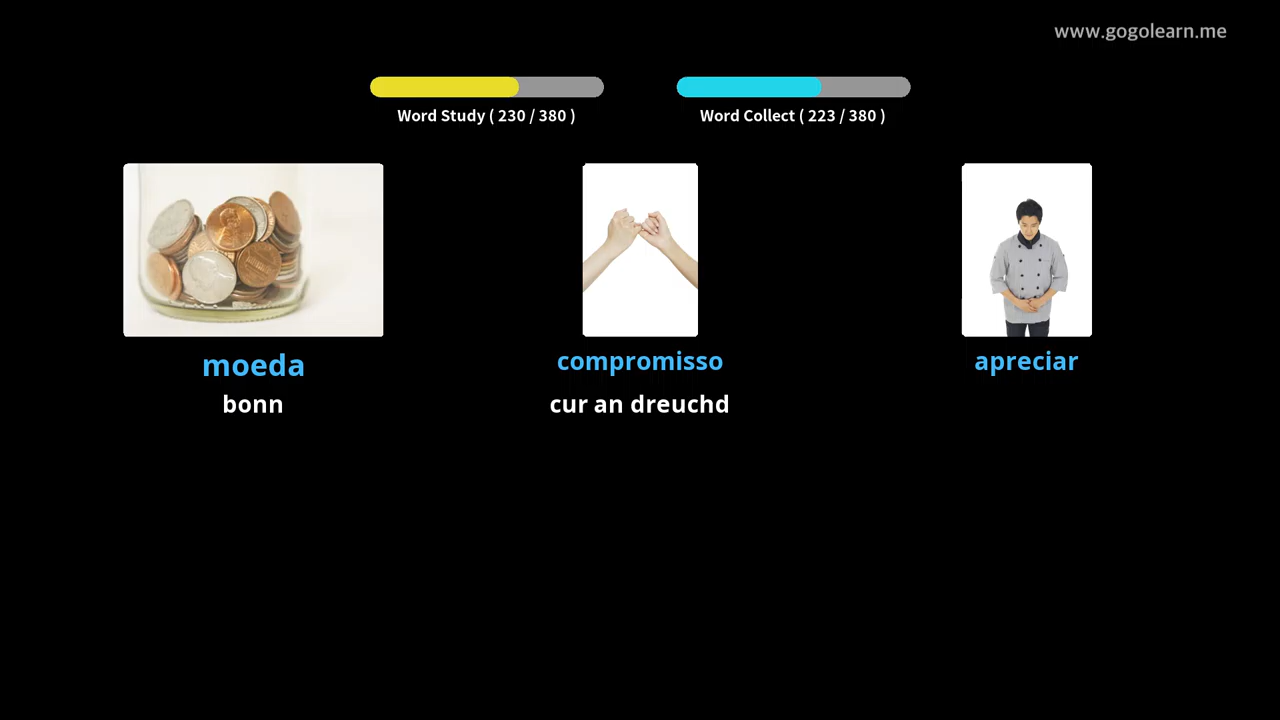 www.gogolearn.me
Word Study ( 230 / 380 )
Word Collect ( 223 / 380 )
moeda
compromisso
apreciar
bonn
cur an dreuchd